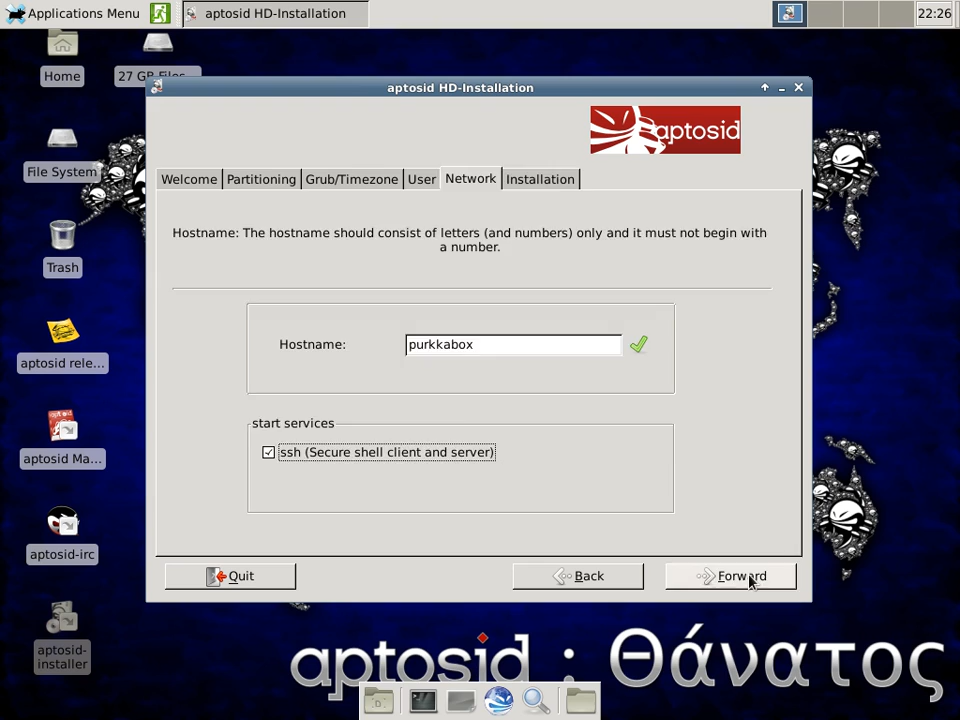 Applications Menu
aptosid HD-Installation
22:26
Home
27 GB Files...
File System
Trash
aptosid rele...
aptosid Ma...
aptosid-irc
aptosid-
installer
aptosid HD-Installation
aptosid
Welcome
Partitioning
Grub/Timezone
User
Network
Installation
Hostname: The hostname should consist of letters (and numbers) only and it must not begin with
a number.
Hostname:
purkkabox
start services
ssh (Secure shell client and server)
Quit
Back
Forward
aptosid : Θάνατος